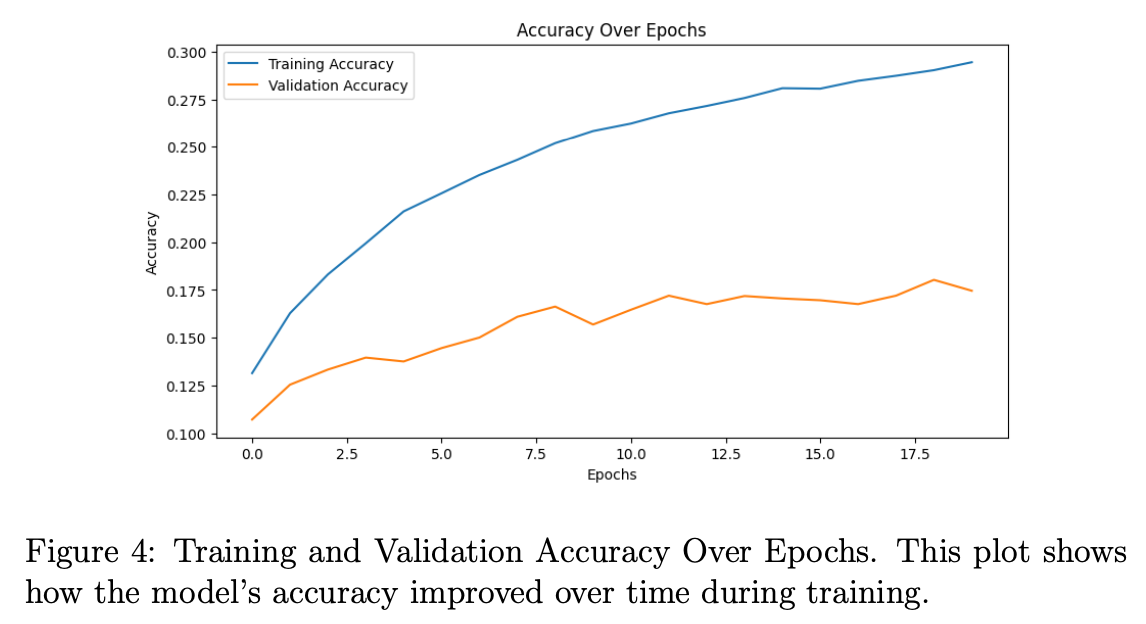 Accuracy Over Epochs
0.300
Training Accuracy
Validation Accuracy
0.275
0.250
0.225
0.200
0.175
0.150
0.125
0.100
Accuracy
0.0 2.5 5.0 7.5 10.0 12.5 15.0 17.5
Epochs
Figure 4: Training and Validation Accuracy Over Epochs. This plot shows
how the model's accuracy improved over time during training.